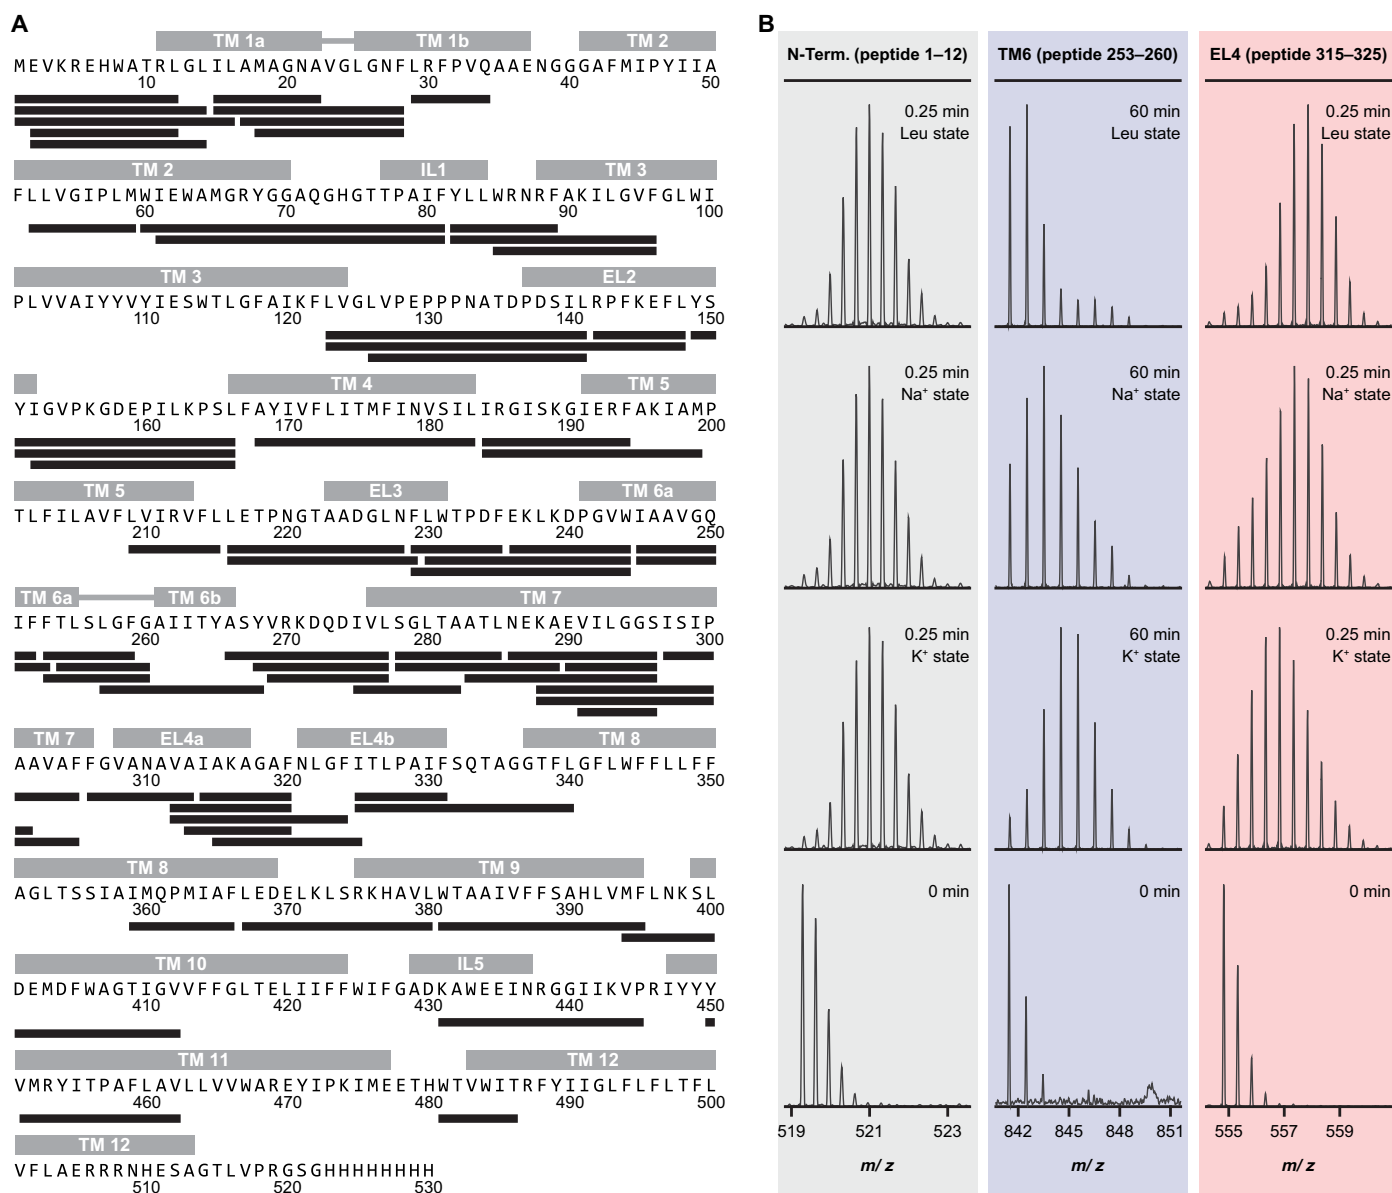 A
TM 1a TM 1b TM 2
MEVKREHWATRLGLILAMAGNAVGLGNFLRFPVQAAENGGGAFMIPYIIA
10 20 30 40 50
TM 2 IL1 TM 3
FLLVGIPLMWIEWAMGRYGGAQGHGTTPAIFYLLWRNRFAKILGVFGLWI
60 70 80 90 100
TM 3 EL2
PLVVAIYYVYIESWTLGFAIKFLVGLVPEPPPNATDPDSILRPFKEFLYS
110 120 130 140 150
TM 4 TM 5
YIGVPKGDEPILKPSLFAYIVFLITMFINVSILIRGISKGIERFAKIAMP
160 170 180 190 200
TM 5 EL3 TM 6a
TLFILAVFLVIRVFLLETPNGTAADGLNFLWTPDFEKLKDPGVWIAAVGQ
210 220 230 240 250
TM 6a TM 6b TM 7
IFFTLSLGFGAIITYASYVRKDQDIVLSGLTAATLNEKAEVILGGSISIP
260 270 280 290 300
TM 7 EL4a EL4b TM 8
AAVAFFGVANAVAIAKAGAFNLGFITLPAIFSQTAGGTFLGFLWFFLLFF
310 320 330 340 350
TM 8 TM 9
AGLTSSIAIMQPMIAFLEDELKLSRKHAVLWTAAIVFFSAHLVMFLNKSL
360 370 380 390 400
TM 10 IL5
DEMDFWAGTIGVVFFGLTELIIFFWIFGADKAWEEINRGGIIKVPRIYYY
410 420 430 440 450
TM 11 TM 12
VMRYITPAFLAVLLVVWAREYIPKIMEETHWTVWITRFYIIGLFLFLTFL
460 470 480 490 500
TM 12
VFLAERRRNHESAGTLVPRGSGHHHHHHHH
510 520 530
B
N-Term. (peptide 1–12) TM6 (peptide 253–260) EL4 (peptide 315–325)
0.25 min 60 min 0.25 min
Leu state Leu state Leu state
0.25 min 60 min 0.25 min
Na⁺ state Na⁺ state Na⁺ state
0.25 min 60 min 0.25 min
K⁺ state K⁺ state K⁺ state
0 min 0 min 0 min
519 521 523 842 845 848 851 555 557 559
m/z m/z m/z